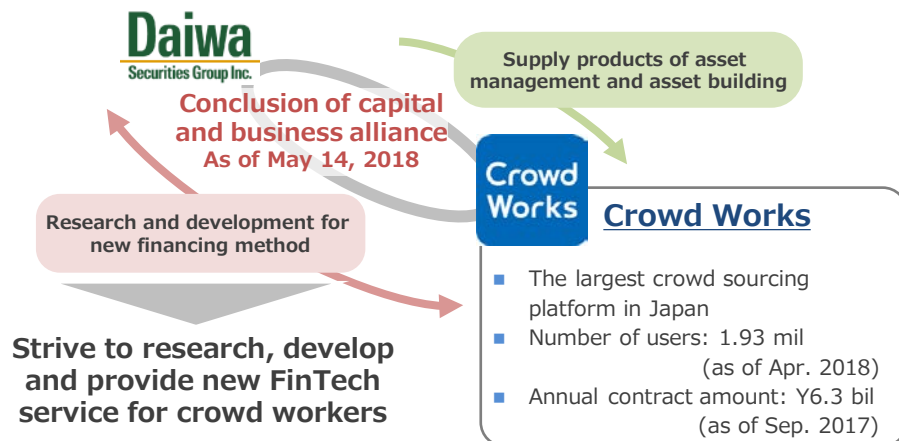 Daiwa
Securities Group Inc.
Supply products of asset
management and asset building
Conclusion of capital
and business alliance
As of May 14, 2018
Crowd
Works
Research and development for
new financing method
Crowd Works
The largest crowd sourcing
platform in Japan
Number of users: 1.93 mil
(as of Apr. 2018)
Annual contract amount: Y6.3 bil
(as of Sep. 2017)
Strive to research, develop
and provide new FinTech
service for crowd workers